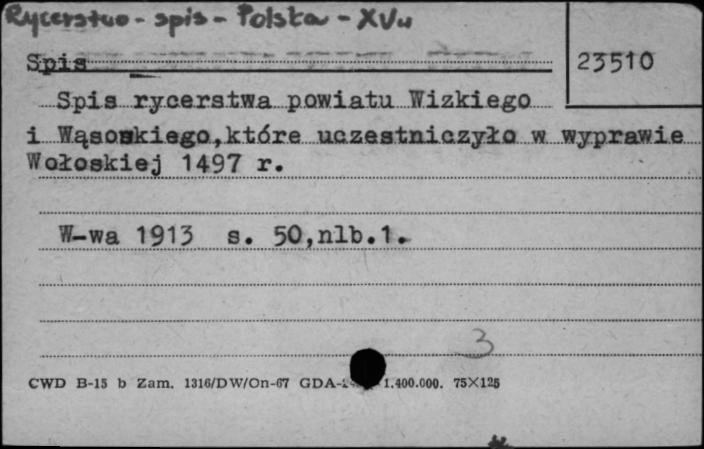 Rycerstwo - spis - Polska - XVw
Spis
23510
Spis rycerstwa powiatu Wizkiego
i Wąsoskiego,które uczestniczyło w wyprawie
Wołoskiej 1497 r.
W-wa 1913 s. 50,nlb.1.
3
CWD B-15 b Zam. 1316/DW/On-67 GDA- 1.400.000. 75X125